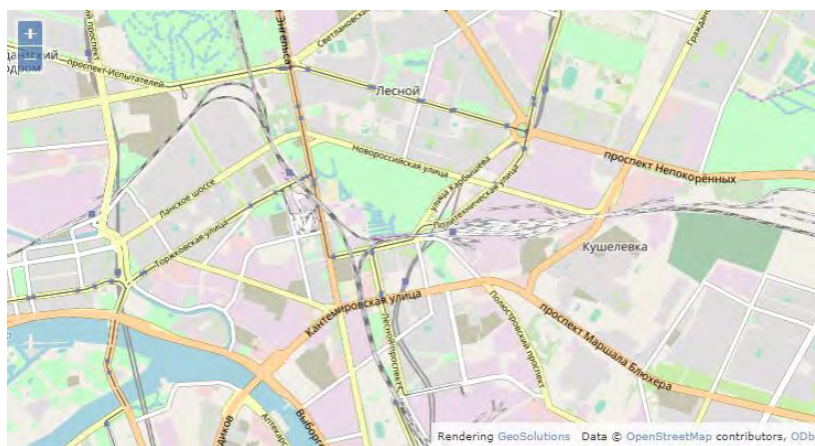 +
Энгельса
Светлановский
Гражданский
проспект Испытателей
Лесной
Новороссийская улица
проспект Непокорённых
улица Карбышева
Политехническая улица
Ланское шоссе
Торжковская улица
Кушелевка
Кантемировская улица
Лесной проспект
Полюстровский проспект
проспект Маршала Блюхера
Rendering GeoSolutions Data © OpenStreetMap contributors, ODb